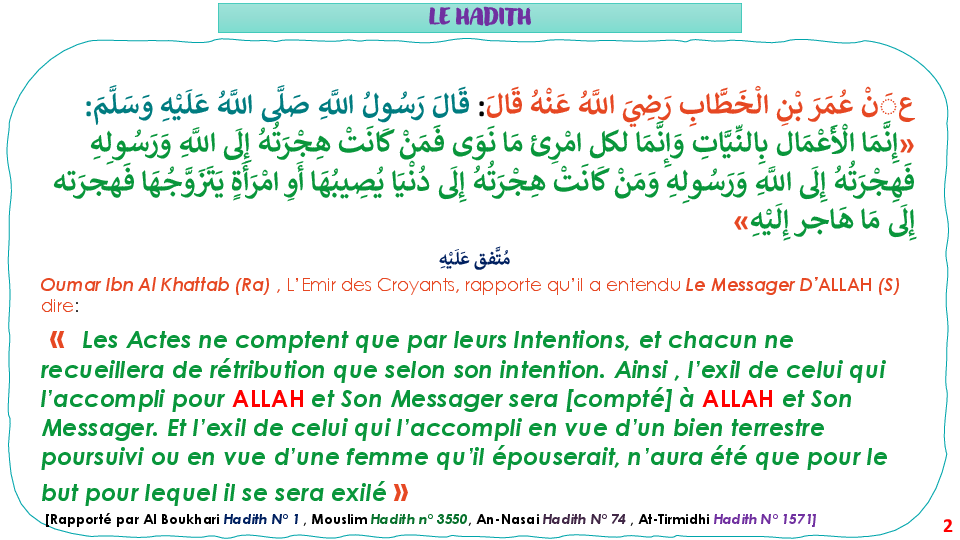 LE HADITH
عَنْ عُمَرَ بْنِ الْخَطَّابِ رَضِيَ اللَّهُ عَنْهُ قَالَ: قَالَ رَسُولُ اللَّهِ صَلَّى اللَّهُ عَلَيْهِ وَسَلَّمَ:
«إِنَّمَا الْأَعْمَال بِالنِّيَّاتِ وَإِنَّمَا لكل امْرِئ مَا نَوَى فَمَنْ كَانَتْ هِجْرَتُهُ إِلَى اللَّهِ وَرَسُولِهِ
فَهِجْرَتُهُ إِلَى اللَّهِ وَرَسُولِهِ وَمَنْ كَانَتْ هِجْرَتُهُ إِلَى دُنْيَا يُصِيبُهَا أَوِ امْرَأَةٍ يَتَزَوَّجُهَا فَهجرَته
إِلَى مَا هَاجر إِلَيْهِ»
مُتَّفق عَلَيْهِ
Oumar Ibn Al Khattab (Ra) , L’Emir des Croyants, rapporte qu’il a entendu Le Messager D’ALLAH (S)
dire:
« Les Actes ne comptent que par leurs Intentions, et chacun ne
recueillera de rétribution que selon son intention. Ainsi , l’exil de celui qui
l’accompli pour ALLAH et Son Messager sera [compté] à ALLAH et Son
Messager. Et l’exil de celui qui l’accompli en vue d’un bien terrestre
poursuivi ou en vue d’une femme qu’il épouserait, n’aura été que pour le
but pour lequel il se sera exilé »
[Rapporté par Al Boukhari Hadith N° 1 , Mouslim Hadith n° 3550, An-Nasai Hadith N° 74 , At-Tirmidhi Hadith N° 1571]
2